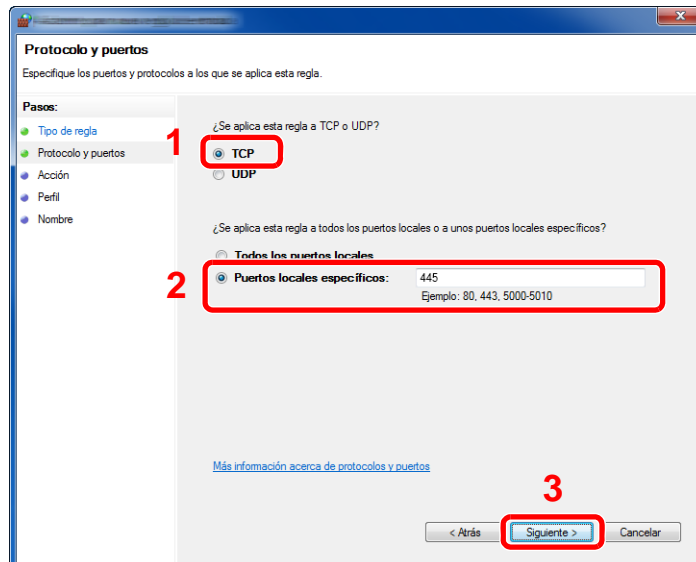 Protocolo y puertos
Especifique los puertos y protocolos a los que se aplica esta regla.
Pasos:
Tipo de regla
Protocolo y puertos
Acción
Perfil
Nombre
¿Se aplica esta regla a TCP o UDP?
1
TCP
UDP
¿Se aplica esta regla a todos los puertos locales o a unos puertos locales específicos?
Todos los puertos locales
2
Puertos locales específicos: 445
Ejemplo: 80, 443, 5000-5010
Más información acerca de protocolos y puertos
3
< Atrás Siguiente > Cancelar